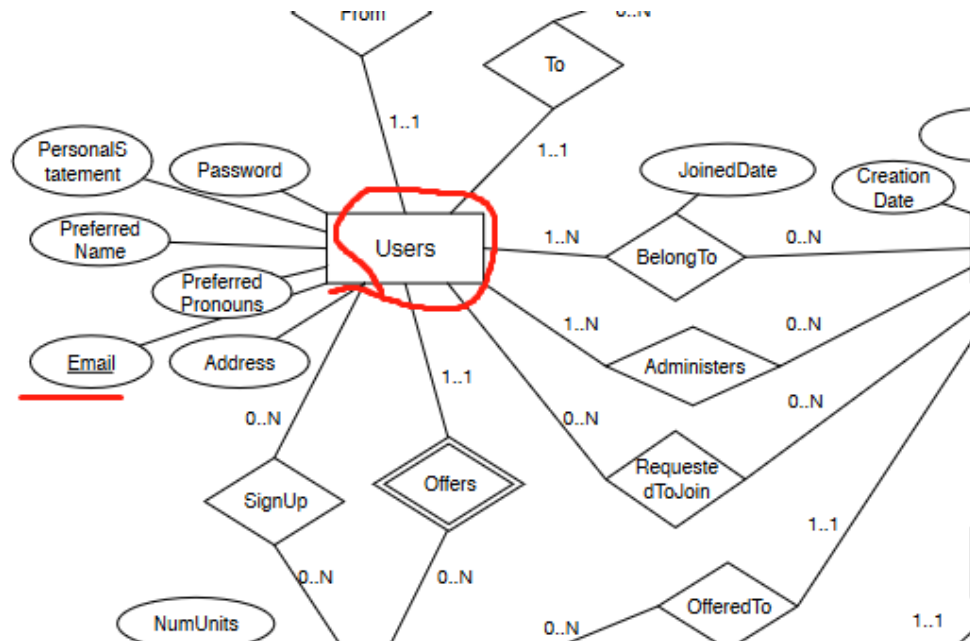 From
0..N
To
1..1
1..1
PersonalS
tatement
Password
JoinedDate
Creation
Date
Preferred
Name
Users
1..N
BelongTo
0..N
Preferred
Pronouns
Email
Address
1..N
0..N
Administers
1..1
0..N
0..N
0..N
Requeste
dToJoin
SignUp
Offers
1..1
0..N
0..N
OfferedTo
NumUnits
0..N
1..1